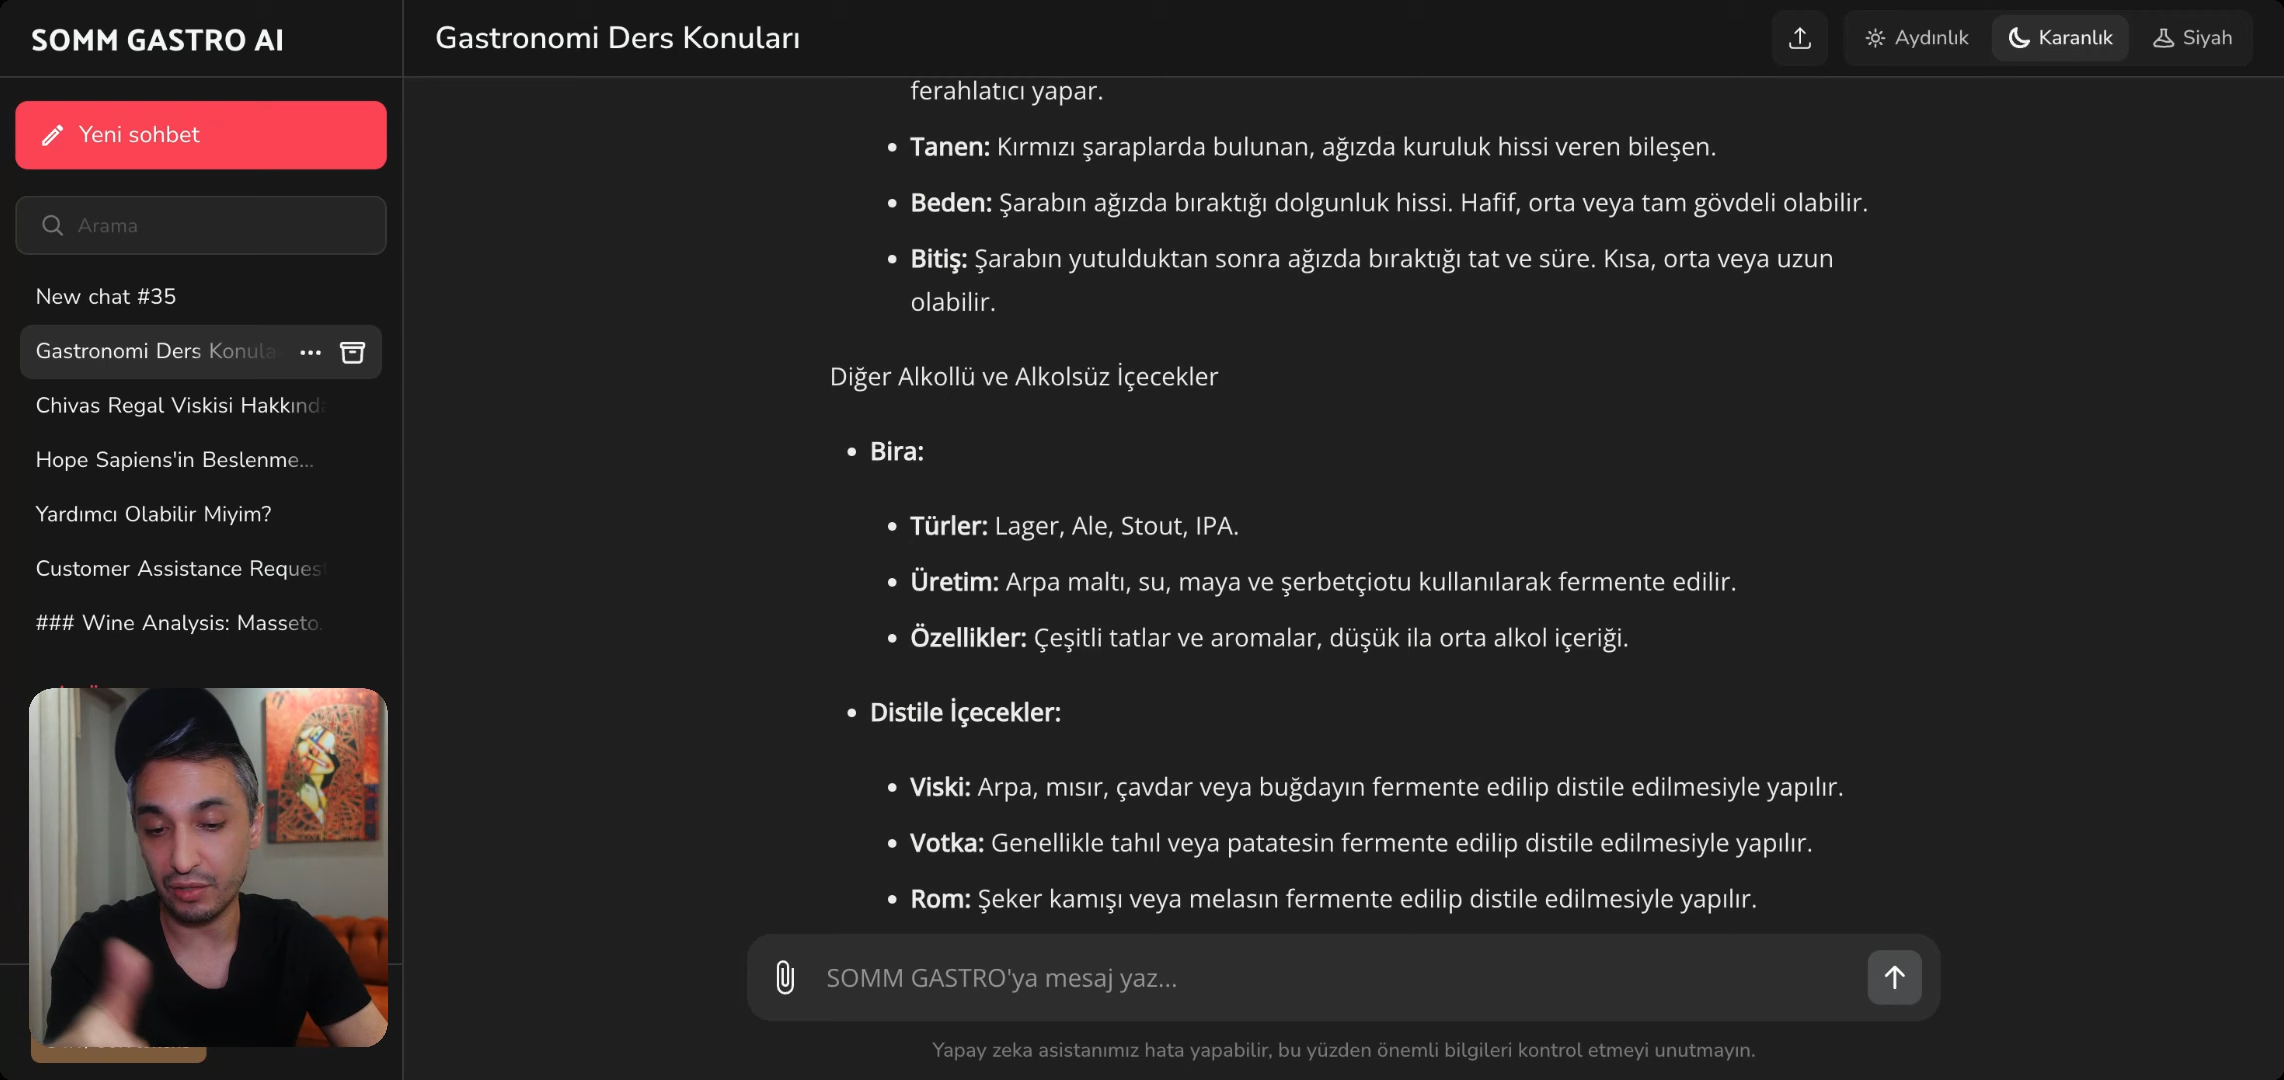 SOMM GASTRO AI
Gastronomi Ders Konuları
Aydınlık
Karanlık
Siyah
Yeni sohbet
Arama
New chat #35
Gastronomi Ders Konula
Chivas Regal Viskisi Hakkında
Hope Sapiens'in Beslenme...
Yardımcı Olabilir Miyim?
Customer Assistance Request
### Wine Analysis: Masseto.
ferahlatıcı yapar.
Tanen: Kırmızı şaraplarda bulunan, ağızda kuruluk hissi veren bileşen.
Beden: Şarabın ağızda bıraktığı dolgunluk hissi. Hafif, orta veya tam gövdeli olabilir.
Bitiş: Şarabın yutulduktan sonra ağızda bıraktığı tat ve süre. Kısa, orta veya uzun
olabilir.
Diğer Alkollü ve Alkolsüz İçecekler
Bira:
Türler: Lager, Ale, Stout, IPA.
Üretim: Arpa maltı, su, maya ve şerbetçiotu kullanılarak fermente edilir.
Özellikler: Çeşitli tatlar ve aromalar, düşük ila orta alkol içeriği.
Distile İçecekler:
Viski: Arpa, mısır, çavdar veya buğdayın fermente edilip distile edilmesiyle yapılır.
Votka: Genellikle tahıl veya patatesin fermente edilip distile edilmesiyle yapılır.
Rom: Şeker kamışı veya melasın fermente edilip distile edilmesiyle yapılır.
SOMM GASTRO'ya mesaj yaz...
Yapay zeka asistanımız hata yapabilir, bu yüzden önemli bilgileri kontrol etmeyi unutmayın.